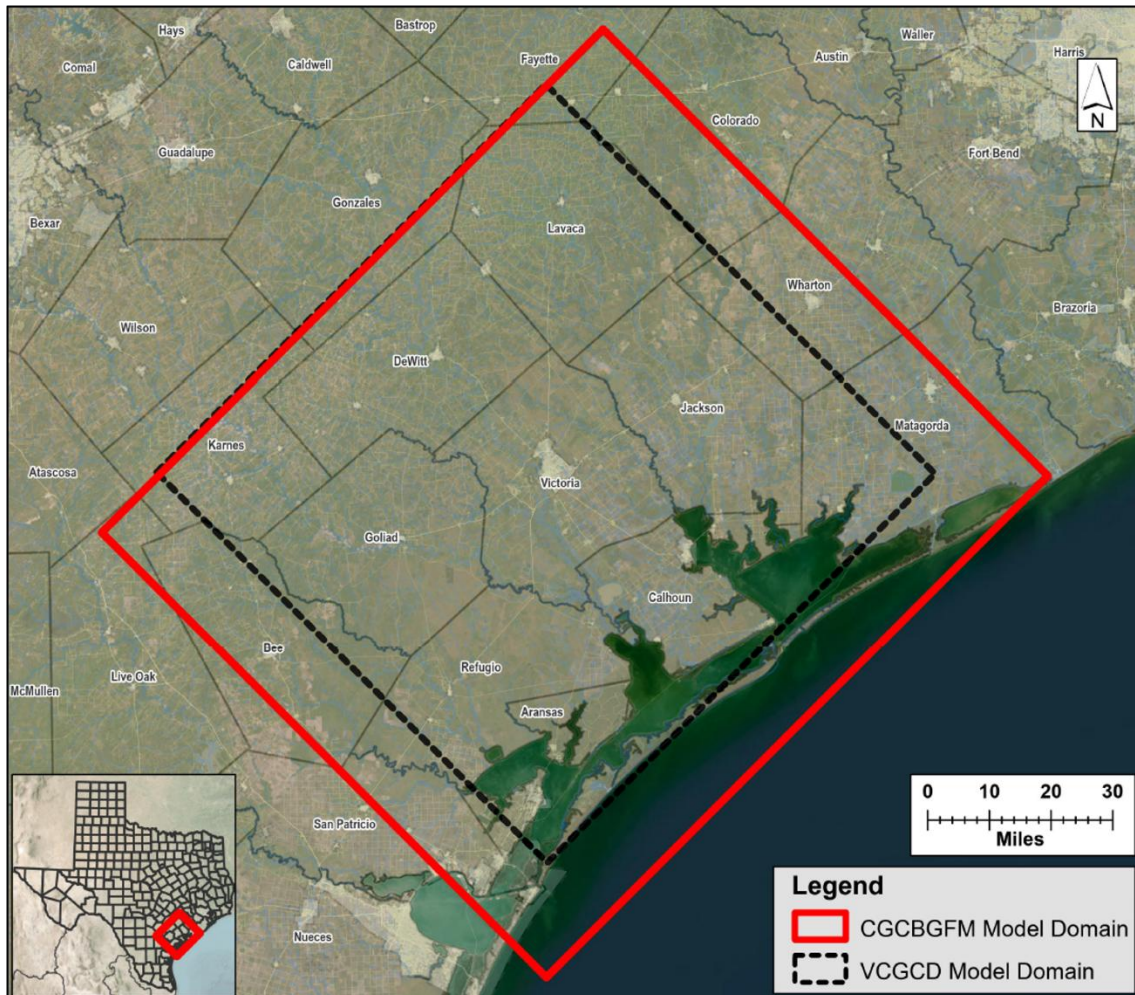 Bastrop
Hays
Waller
Harris
Comal
Caldwell
Fayette
Austin
N
Colorado
Guadalupe
Fort Bend
Gonzales
Bexar
Lavaca
Wharton
Brazoria
Wilson
DeWitt
Jackson
Matagorda
Karnes
Atascosa
Victoria
Goliad
Calhoun
Bee
Refugio
McMullen
Live Oak
Aransas
San Patricio
Nueces
0 10 20 30
Miles
Legend
CGCBGFM Model Domain
VCGCD Model Domain